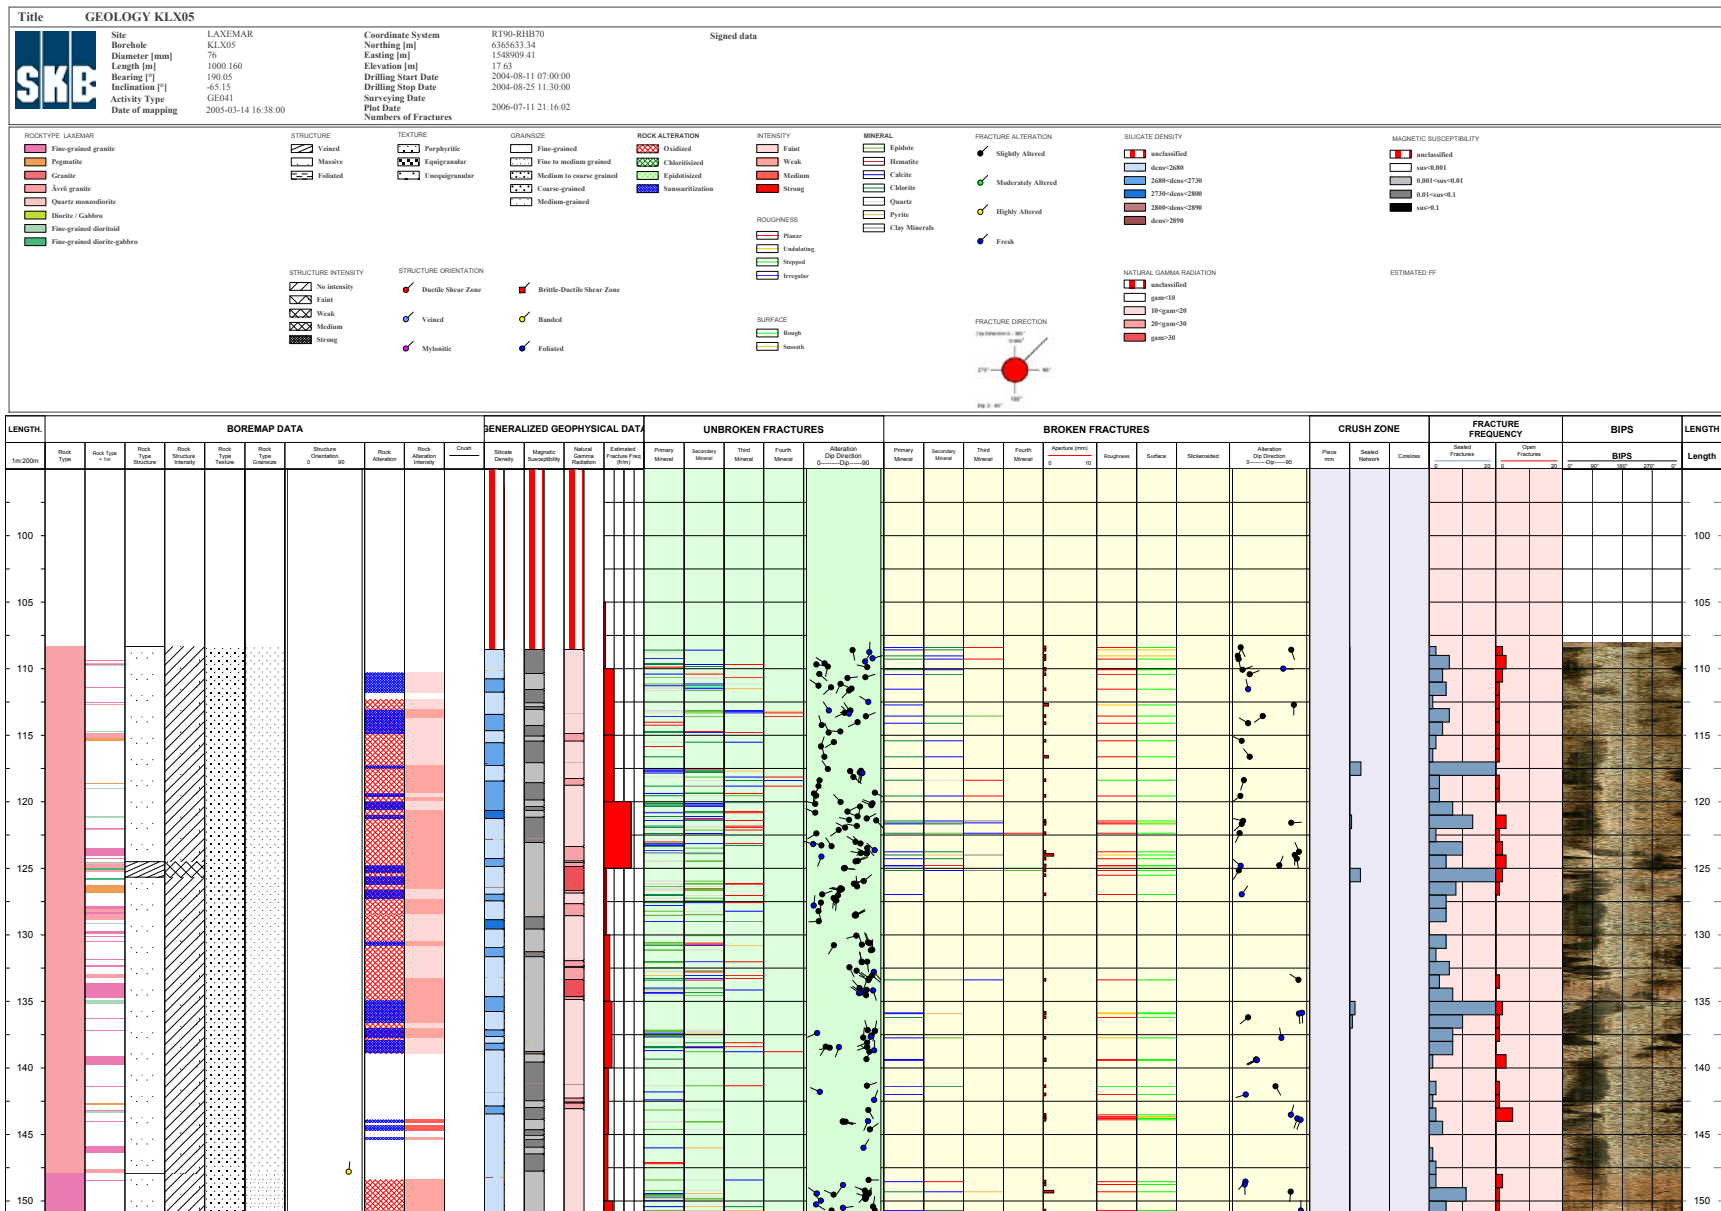 Title GEOLOGY KLX05
SKB
Site LAXEMAR
Borehole KLX05
Diameter [mm] 76
Length [m] 1000.160
Bearing [°] 190.05
Inclination [°] -65.15
Activity Type GE041
Date of mapping 2005-03-14 16:38:00
Coordinate System RT90-RHB70
Northing [m] 6365633.34
Easting [m] 1548909.41
Elevation [m] 17.63
Drilling Start Date 2004-08-11 07:00:00
Drilling Stop Date 2004-08-25 11:30:00
Surveying Date
Plot Date 2006-07-11 21:16:02
Numbers of Fractures
Signed data
ROCKTYPE LAXEMAR
Fine-grained granite
Pegmatite
Granite
Ävrö granite
Quartz monzodiorite
Diorite / Gabbro
Fine-grained dioritoid
Fine-grained diorite-gabbro
STRUCTURE
Veined
Massive
Foliated
TEXTURE
Porphyritic
Equigranular
Unequigranular
GRAINSIZE
Fine-grained
Fine to medium grained
Medium to coarse grained
Coarse-grained
Medium-grained
ROCK ALTERATION
Oxidized
Chloritisized
Epidotisized
Saussuritization
INTENSITY
Faint
Weak
Medium
Strong
ROUGHNESS
Planar
Undulating
Stepped
Irregular
SURFACE
Rough
Smooth
MINERAL
Epidote
Hematite
Calcite
Chlorite
Quartz
Pyrite
Clay Minerals
FRACTURE ALTERATION
Slightly Altered
Moderately Altered
Highly Altered
Fresh
FRACTURE DIRECTION
270°
90°
180°
SILICATE DENSITY
unclassified
dens<2680
2680<dens<2730
2730<dens<2800
2800<dens<2890
dens>2890
NATURAL GAMMA RADIATION
unclassified
gam<10
10<gam<20
20<gam<30
gam>30
MAGNETIC SUSCEPTIBILITY
unclassified
sus<0.001
0.001<sus<0.01
0.01<sus<0.1
sus>0.1
ESTIMATED FF
STRUCTURE INTENSITY
No intensity
Faint
Weak
Medium
Strong
STRUCTURE ORIENTATION
Ductile Shear Zone
Brittle-Ductile Shear Zone
Veined
Banded
Mylonitic
Foliated
LENGTH. BOREMAP DATA GENERALIZED GEOPHYSICAL DATA UNBROKEN FRACTURES BROKEN FRACTURES CRUSH ZONE FRACTURE FREQUENCY BIPS LENGTH
1m:200m
Rock Type
Rock Type < 1m
Rock Type Structure
Rock Structure Intensity
Rock Type Texture
Rock Type Grainsize
Structure Orientation 0 90
Rock Alteration
Rock Alteration Intensity
Crush
Silicate Density
Magnetic Susceptibility
Natural Gamma Radiation
Estimated Fracture Freq (fr/m)
Primary Mineral
Secondary Mineral
Third Mineral
Fourth Mineral
Alteration Dip Direction 0--------Dip------90
Primary Mineral
Secondary Mineral
Third Mineral
Fourth Mineral
Aperture (mm) 0 10
Roughness
Surface
Slickensided
Alteration Dip Direction 0--------Dip------90
Piece mm
Sealed Network
Coreloss
Sealed Fractures 0 20
Open Fractures 0 20
BIPS
0° 90° 180° 270° 0°
Length
100 100
105 105
110 110
115 115
120 120
125 125
130 130
135 135
140 140
145 145
150 150